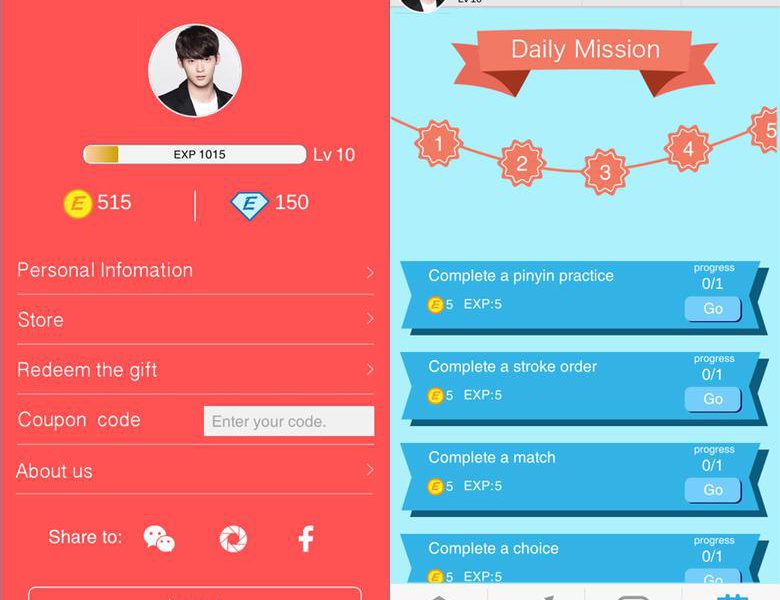 EXP 1015
Lv 10
E 515
E 150
Personal Infomation
Store
Redeem the gift
Coupon code
Enter your code.
About us
Share to:
Lv 10
Daily Mission
1
2
3
4
5
Complete a pinyin practice
progress
0/1
E 5 EXP:5
Go
Complete a stroke order
progress
0/1
E 5 EXP:5
Go
Complete a match
progress
0/1
E 5 EXP:5
Go
Complete a choice
progress
0/1
E 5 EXP:5
Go